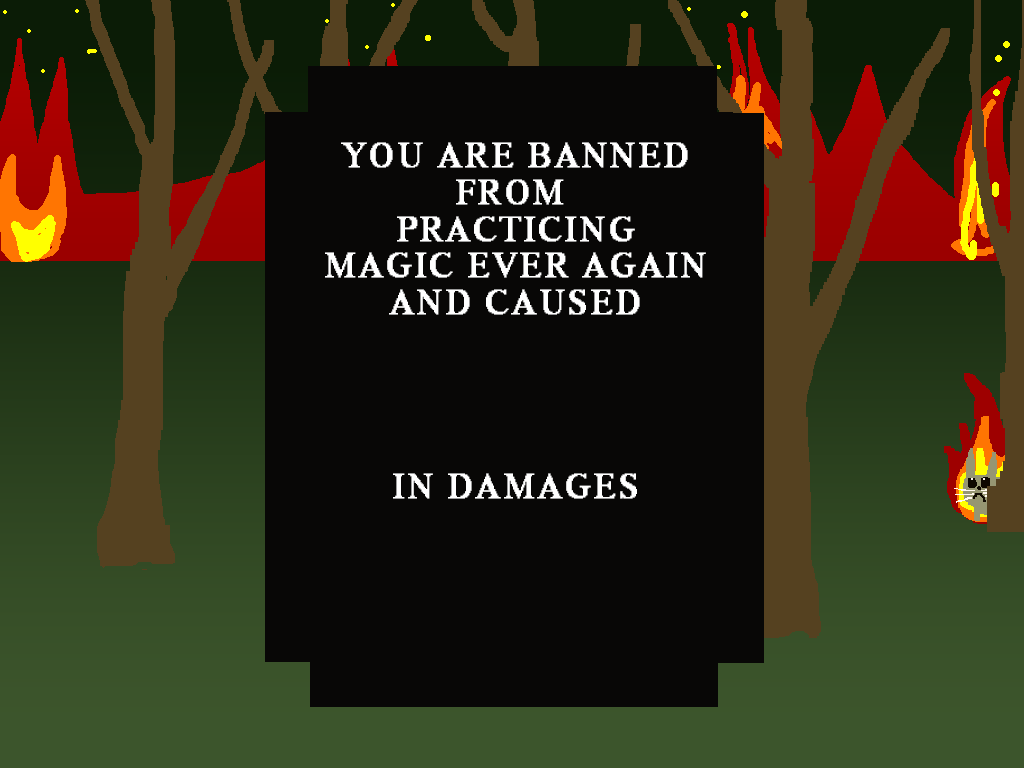 YOU ARE BANNED
FROM
PRACTICING
MAGIC EVER AGAIN
AND CAUSED
IN DAMAGES